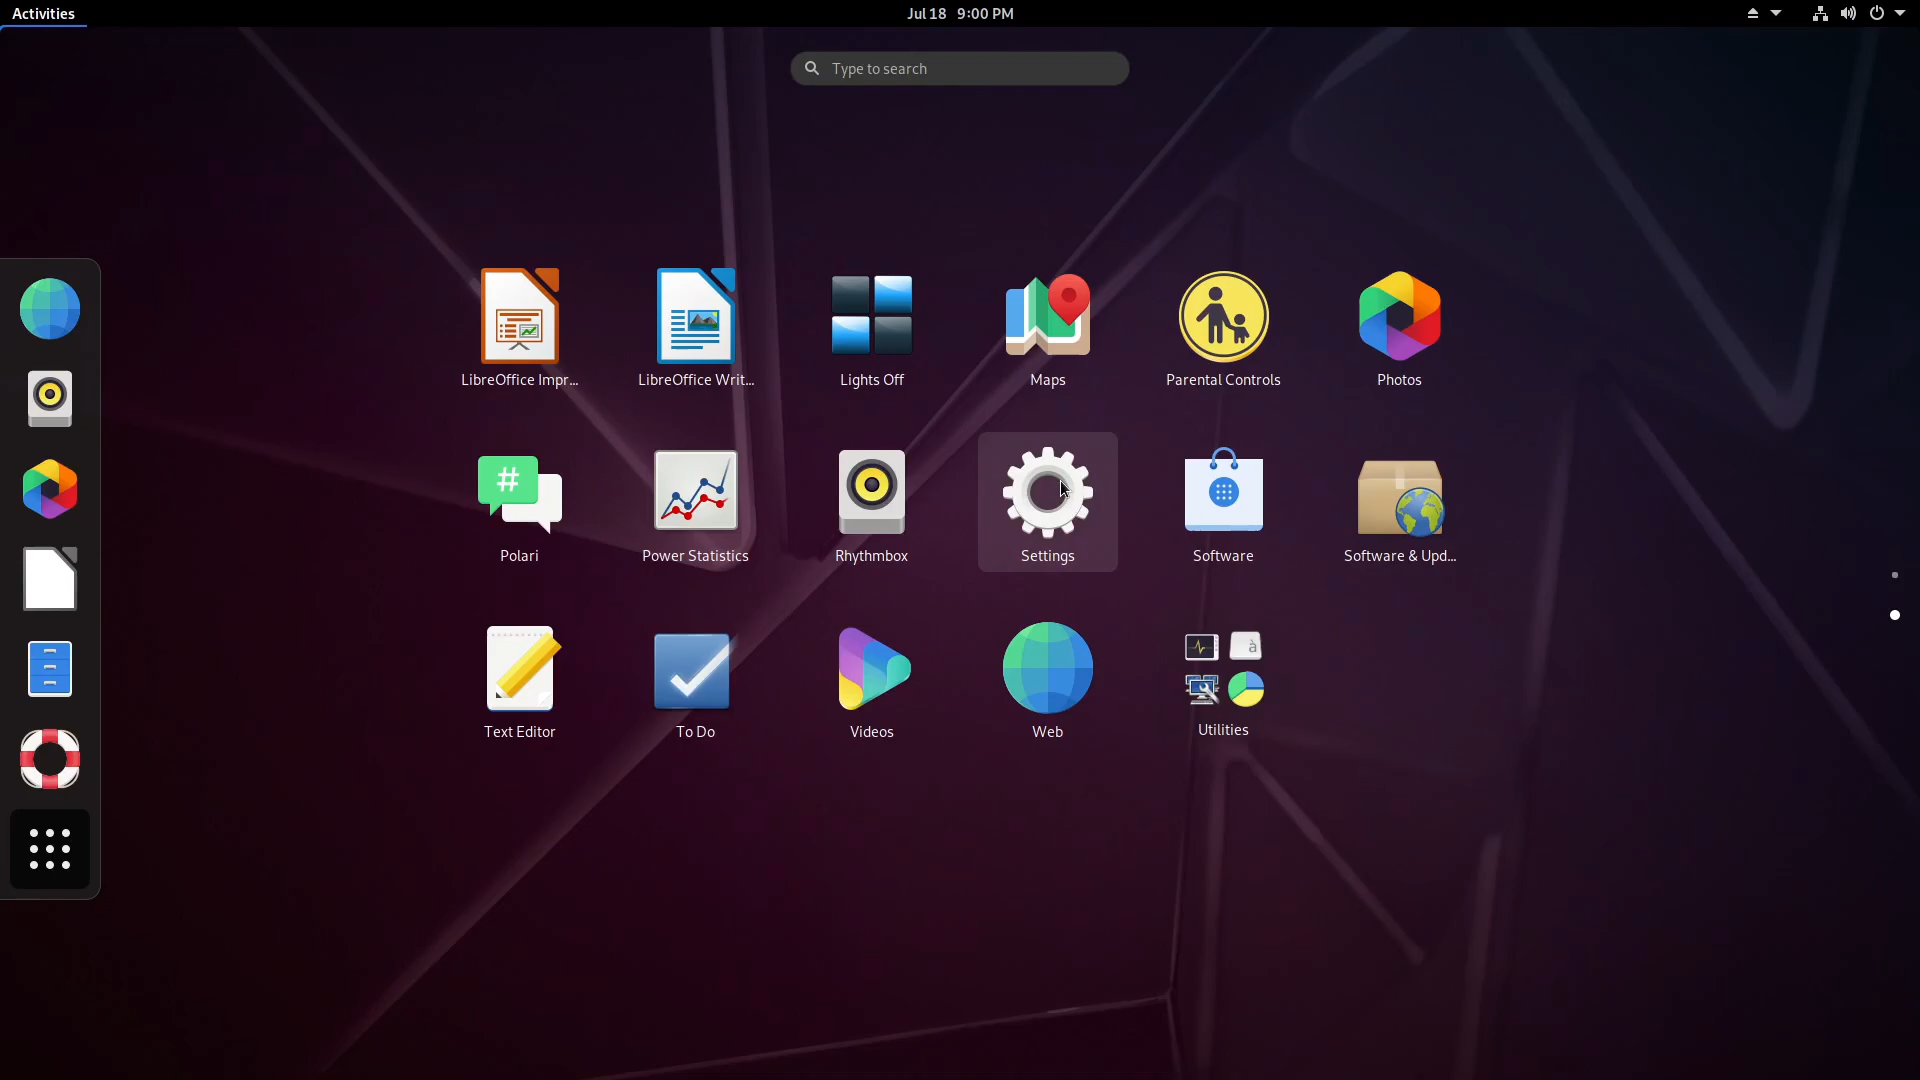 Activities
Jul 18 9:00 PM
Type to search
LibreOffice Impr...
LibreOffice Writ...
Lights Off
Maps
Parental Controls
Photos
#
Polari
Power Statistics
Rhythmbox
Settings
Software
Software & Upd...
à
Text Editor
To Do
Videos
Web
Utilities